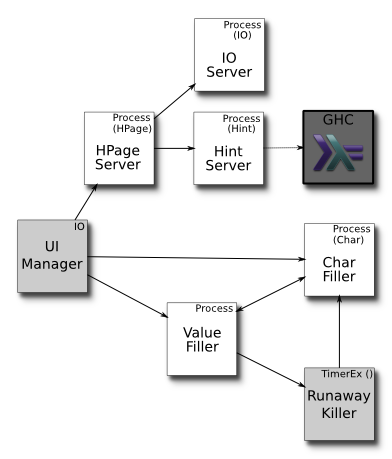 Process
(IO)
IO
Server
Process
(HPage)
HPage
Server
Process
(Hint)
Hint
Server
GHC
IO
UI
Manager
Process
(Char)
Char
Filler
Process
Value
Filler
TimerEx ()
Runaway
Killer